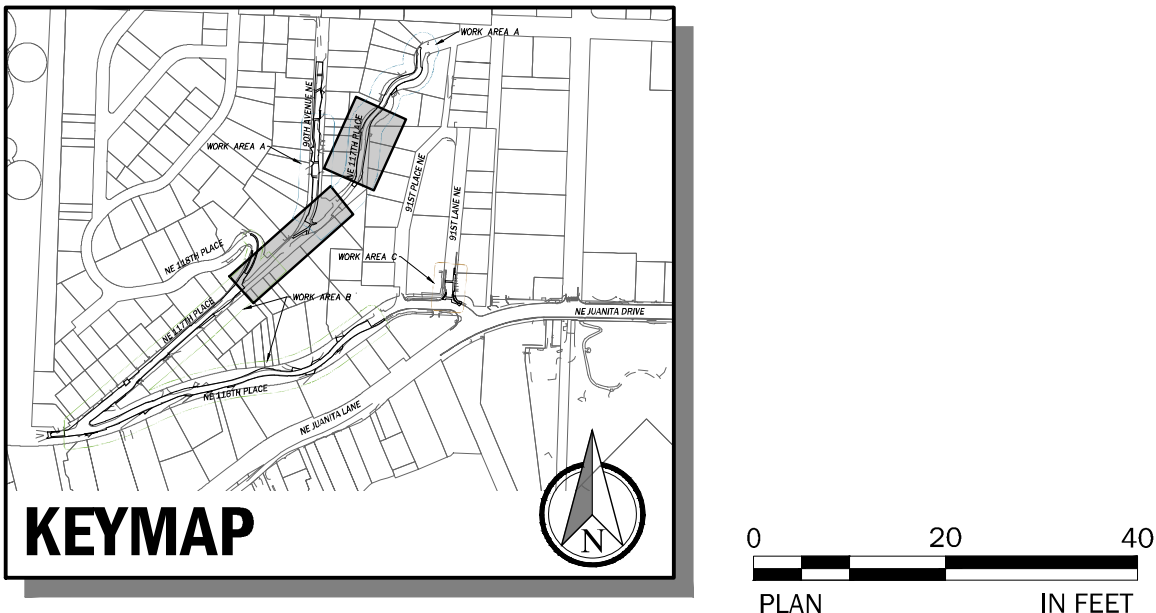 WORK AREA A
90TH AVENUE NE
WORK AREA A
NE 117TH PLACE
91ST PLACE NE
91ST LANE NE
NE 118TH PLACE
WORK AREA C
WORK AREA B
NE 117TH PLACE
NE JUANITA DRIVE
NE 116TH PLACE
NE JUANITA LANE
KEYMAP
N
0 20 40
PLAN IN FEET